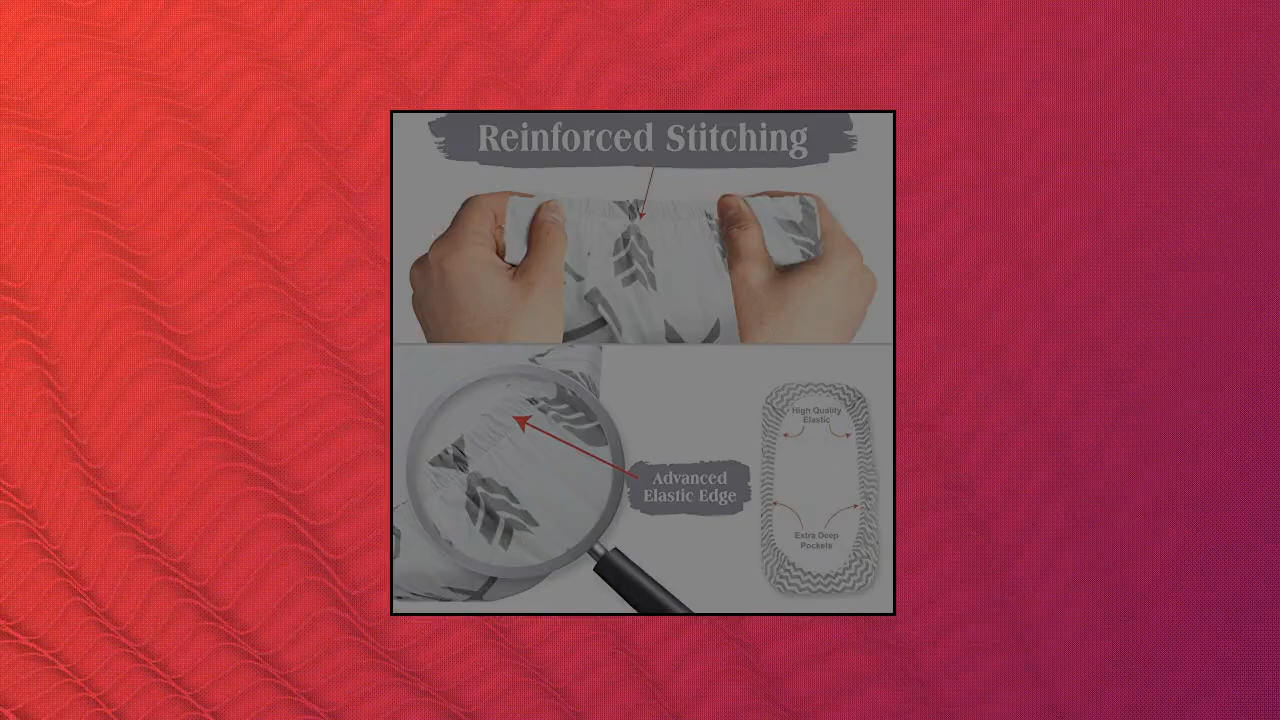 Reinforced Stitching
High Quality
Elastic
Advanced
Elastic Edge
Extra Deep
Pockets